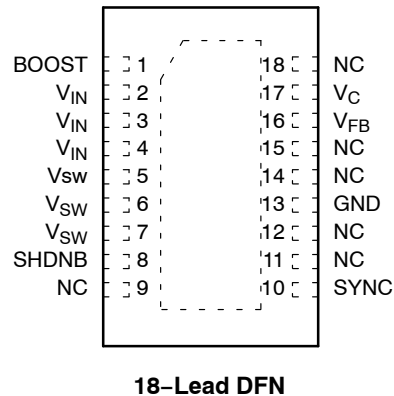 BOOST 1 18 NC
VIN 2 17 VC
VIN 3 16 VFB
VIN 4 15 NC
Vsw 5 14 NC
VSW 6 13 GND
VSW 7 12 NC
SHDNB 8 11 NC
NC 9 10 SYNC
18–Lead DFN